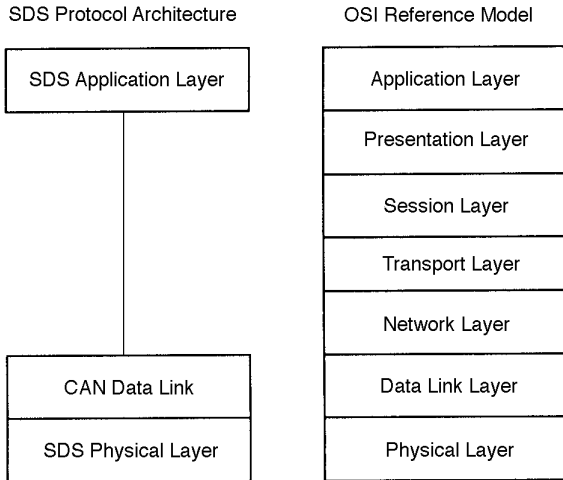 SDS Protocol Architecture
SDS Application Layer
CAN Data Link
SDS Physical Layer
OSI Reference Model
Application Layer
Presentation Layer
Session Layer
Transport Layer
Network Layer
Data Link Layer
Physical Layer